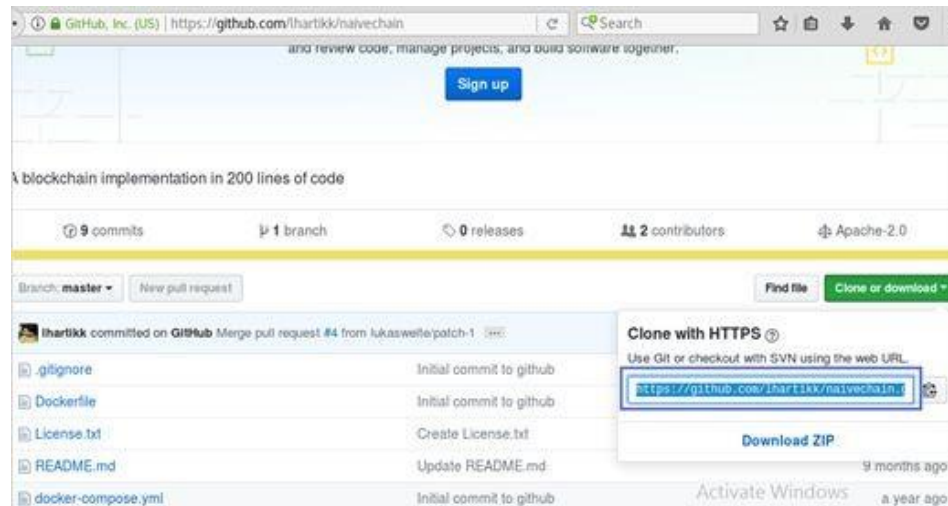 GitHub, Inc. (US) | https://github.com/lhartikk/naivechain
Search
and review code, manage projects, and build software together.
Sign up
A blockchain implementation in 200 lines of code
9 commits
1 branch
0 releases
2 contributors
Apache-2.0
Branch: master
New pull request
Find file
Clone or download
lhartikk committed on GitHub Merge pull request #4 from lukasweite/patch-1
Clone with HTTPS
Use Git or checkout with SVN using the web URL.
https://github.com/lhartikk/naivechain.g
Download ZIP
.gitignore Initial commit to github
Dockerfile Initial commit to github
License.txt Create License.txt
README.md Update README.md 9 months ago
docker-compose.yml Initial commit to github a year ago
Activate Windows